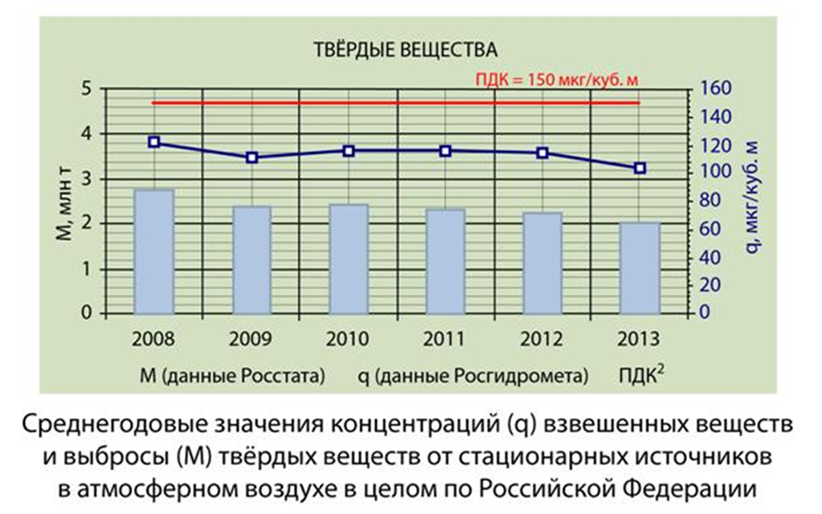 ТВЁРДЫЕ ВЕЩЕСТВА
ПДК = 150 мкг/куб. м
5
4
3
2
1
0
М, млн т
160
140
120
100
80
60
40
20
0
q, мкг/куб. м
2008 2009 2010 2011 2012 2013
М (данные Росстата) q (данные Росгидромета) ПДК²
Среднегодовые значения концентраций (q) взвешенных веществ
и выбросы (М) твёрдых веществ от стационарных источников
в атмосферном воздухе в целом по Российской Федерации